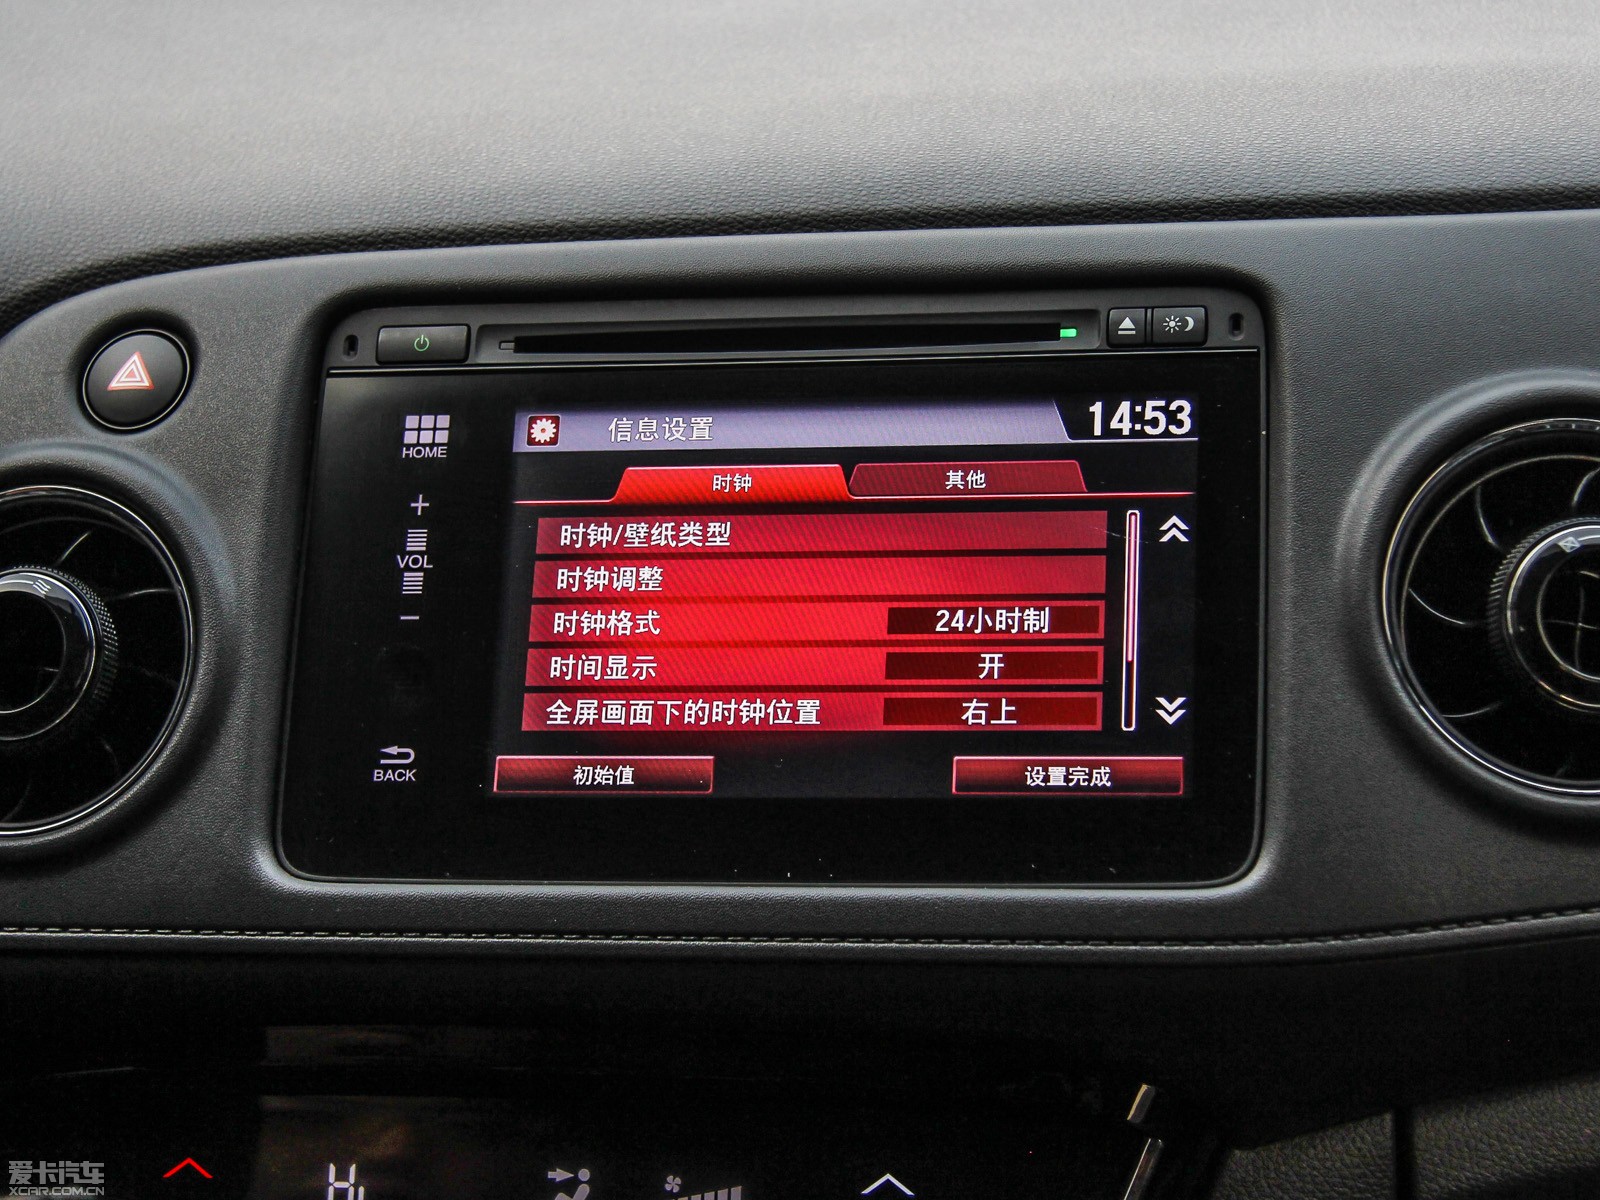 HOME
信息设置
14:53
时钟
其他
+
VOL
−
时钟/壁纸类型
时钟调整
时钟格式 24小时制
时间显示 开
全屏画面下的时钟位置 右上
BACK
初始值
设置完成
Hi
爱卡汽车
XCAR.COM.CN